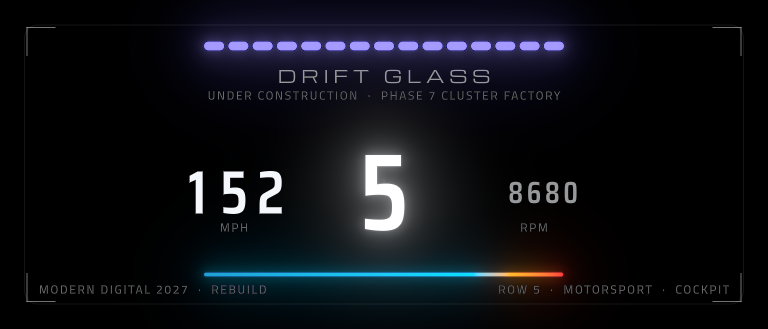 DRIFT GLASS
UNDER CONSTRUCTION · PHASE 7 CLUSTER FACTORY
152
MPH
5
8680
RPM
MODERN DIGITAL 2027 · REBUILD
ROW 5 · MOTORSPORT · COCKPIT